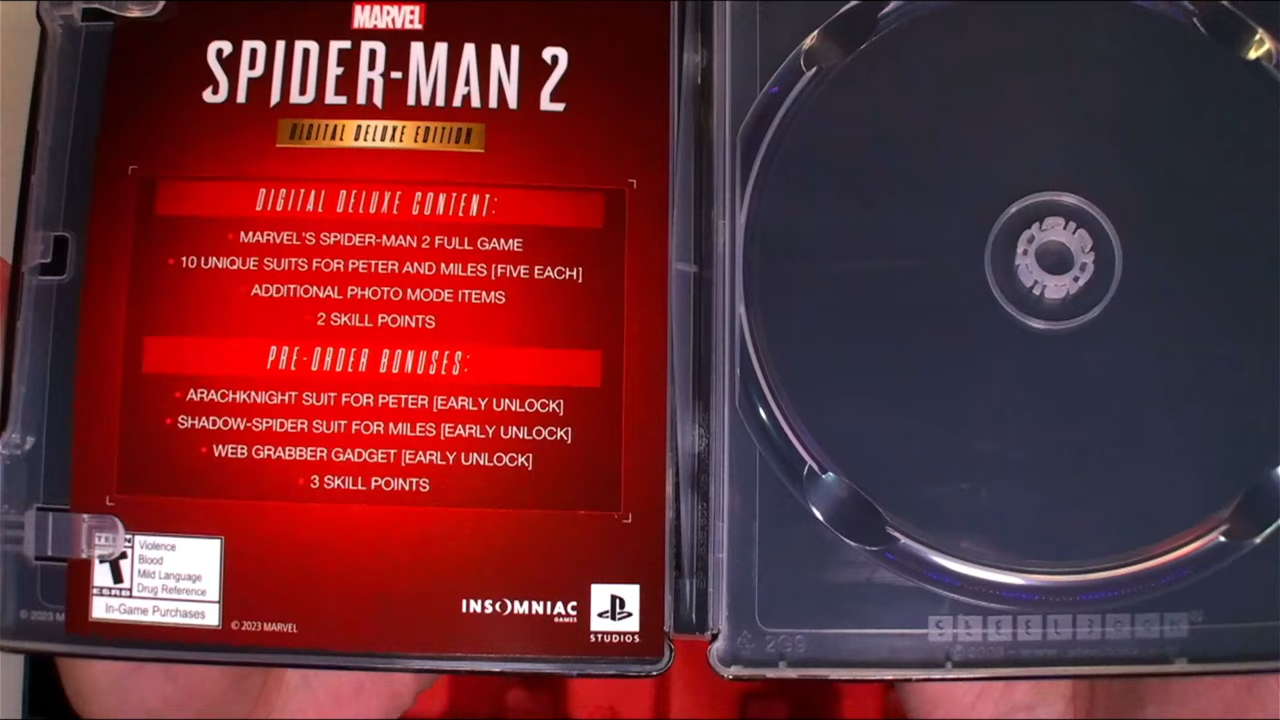 MARVEL
SPIDER-MAN 2
DIGITAL DELUXE EDITION
DIGITAL DELUXE CONTENT:
• MARVEL'S SPIDER-MAN 2 FULL GAME
• 10 UNIQUE SUITS FOR PETER AND MILES [FIVE EACH]
ADDITIONAL PHOTO MODE ITEMS
• 2 SKILL POINTS
PRE-ORDER BONUSES:
• ARACHKNIGHT SUIT FOR PETER [EARLY UNLOCK]
• SHADOW-SPIDER SUIT FOR MILES [EARLY UNLOCK]
• WEB GRABBER GADGET [EARLY UNLOCK]
• 3 SKILL POINTS
TEEN
T
ESRB
Violence
Blood
Mild Language
Drug Reference
In-Game Purchases
© 2023 M
© 2023 MARVEL
INSOMNIAC
GAMES
STUDIOS
STEELBOOK